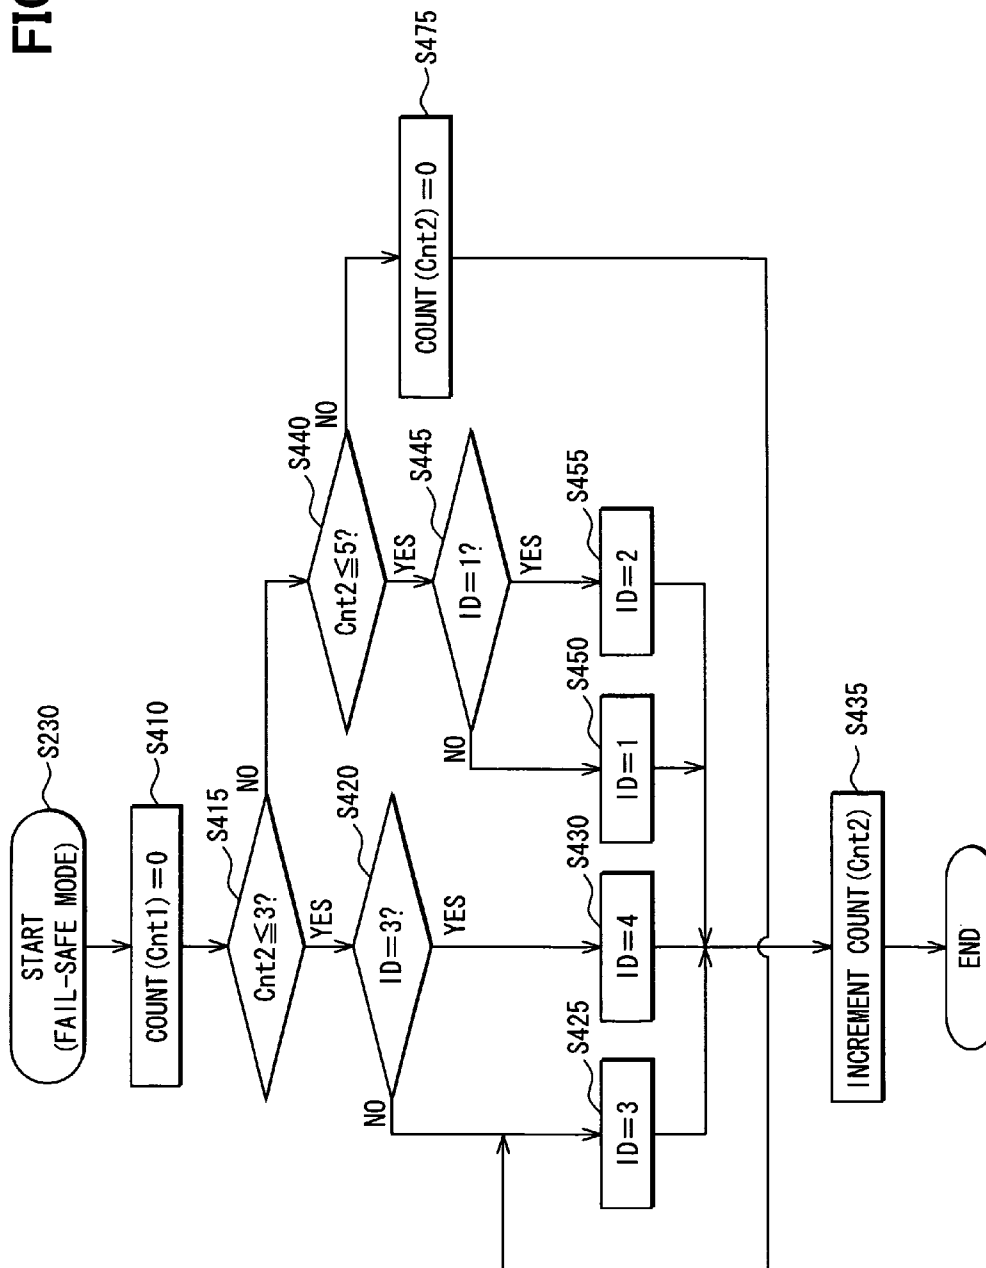 FIG
START
(FAIL-SAFE MODE)
S230
COUNT(Cnt1)=0
S410
Cnt2≦3?
S415
NO
YES
ID=3?
S420
NO
YES
ID=3
S425
ID=4
S430
Cnt2≦5?
S440
NO
YES
ID=1?
S445
NO
YES
ID=1
S450
ID=2
S455
COUNT(Cnt2)=0
S475
INCREMENT COUNT(Cnt2)
S435
END